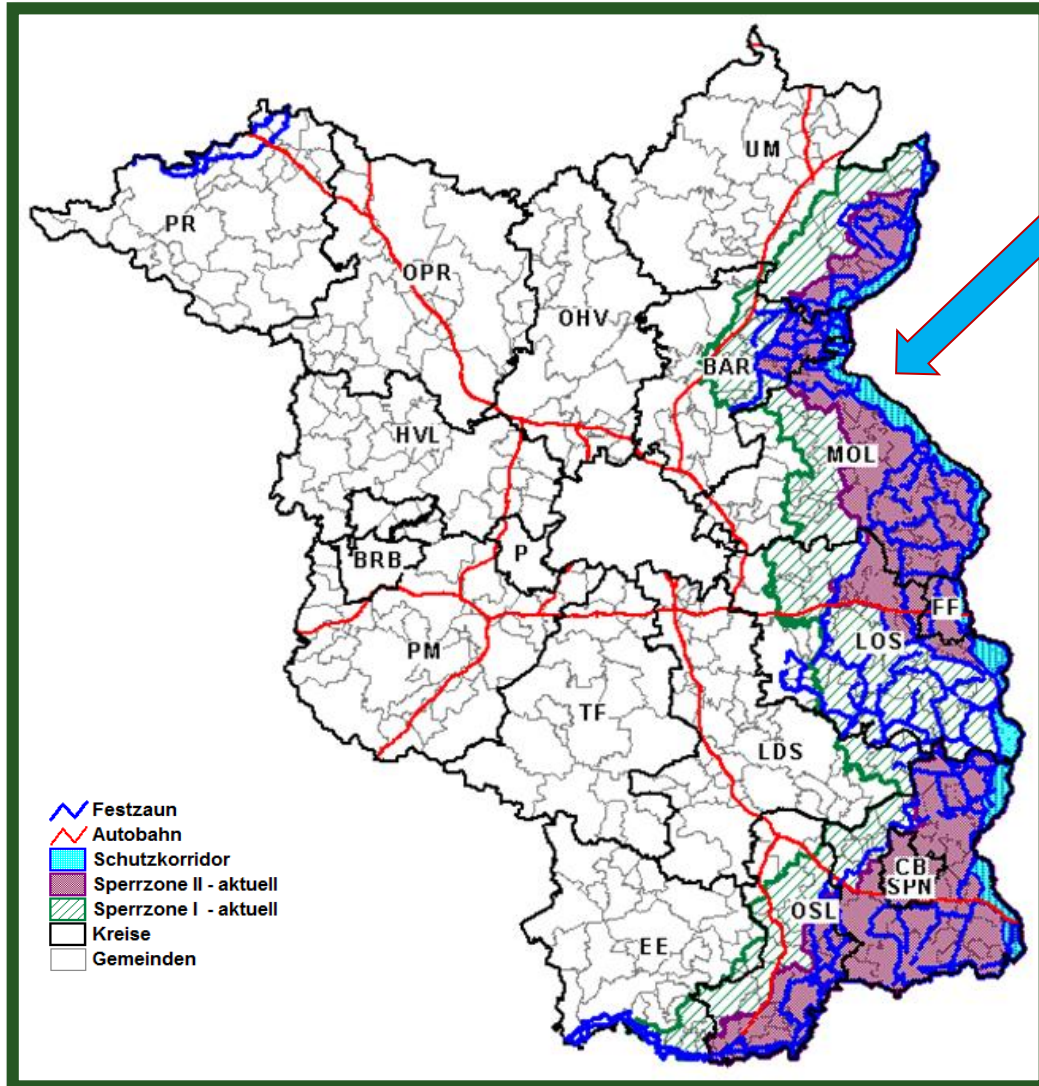 UM
PR
OPR
OHV
BAR
HVL
MOL
BRB
P
FF
LOS
PM
TF
LDS
CB
SPN
OSL
EE
Festzaun
Autobahn
Schutzkorridor
Sperrzone II - aktuell
Sperrzone I - aktuell
Kreise
Gemeinden